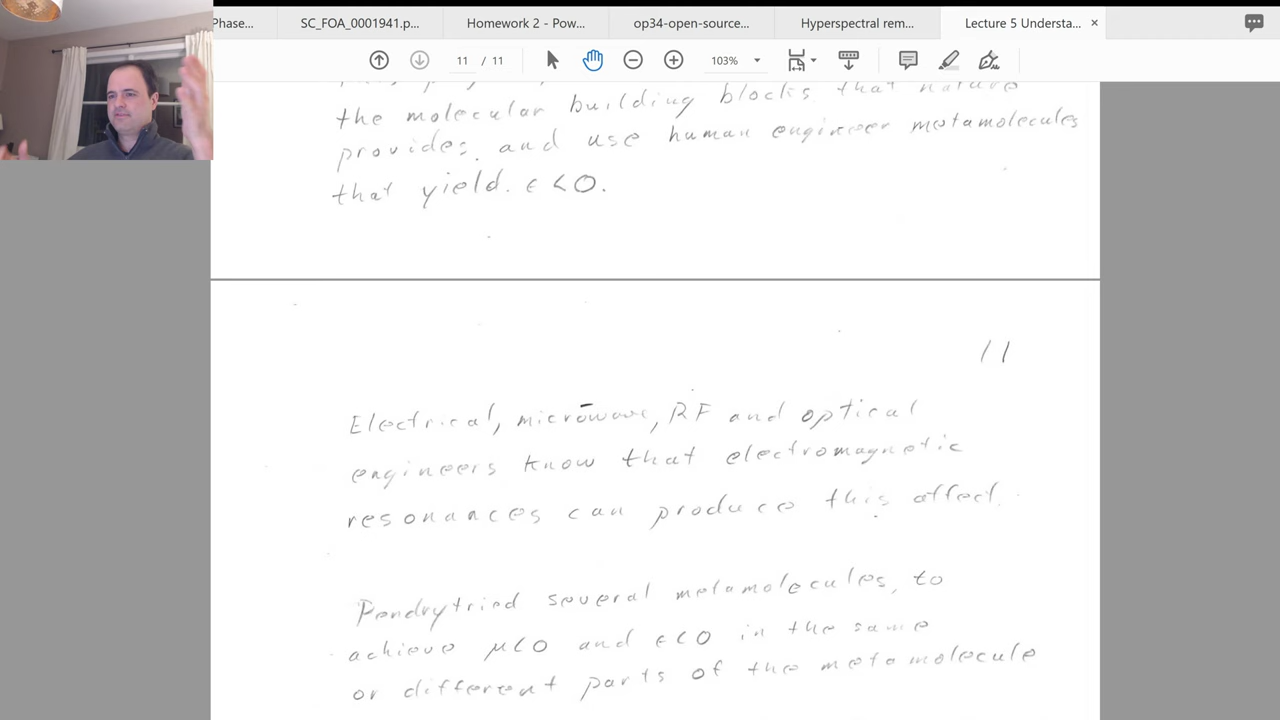 Phase...
SC_FOA_0001941.p...
Homework 2 - Pow...
op34-open-source...
Hyperspectral rem...
Lecture 5 Understa...
11 / 11
103%
the molecular building blocks that nature
provides, and use human engineer metamolecules
that yield. ϵ<0.
11
Electrical, microwave, RF and optical
engineers know that electromagnetic
resonances can produce this affect.
Pendry tried several metamolecules, to
achieve μ<0 and ϵ<0 in the same
or different parts of the metamolecule